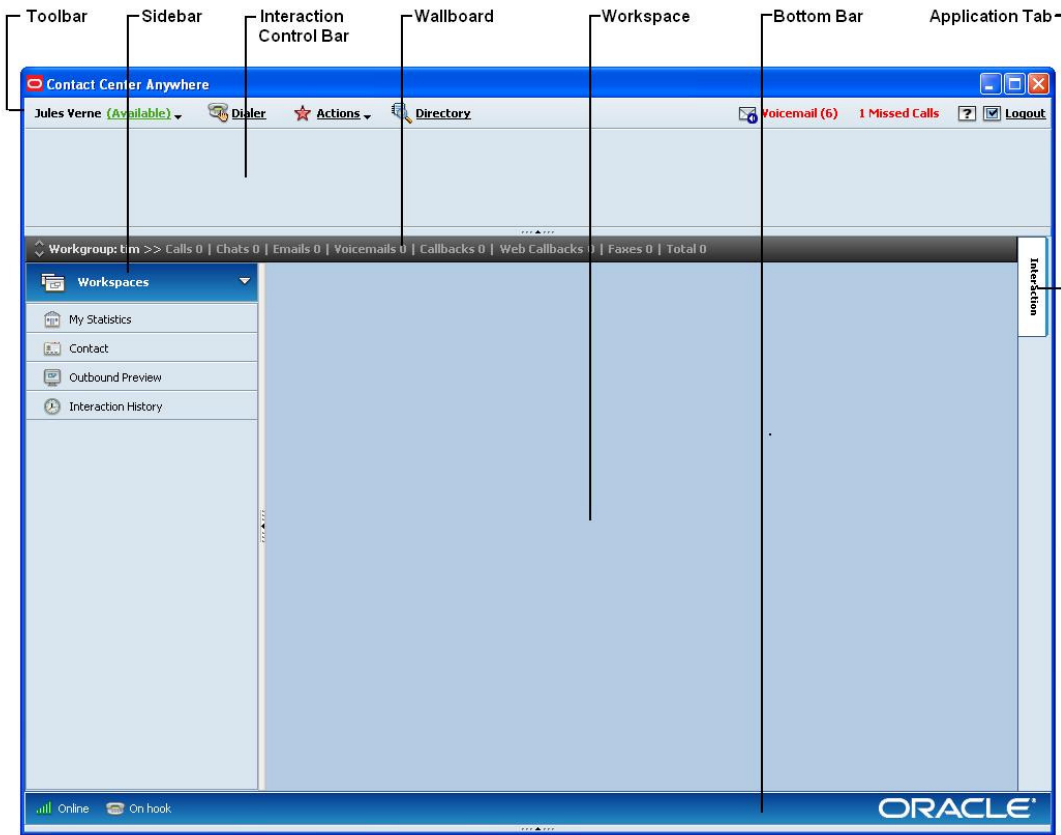 Toolbar Sidebar Interaction Control Bar Wallboard Workspace Bottom Bar Application Tab
Contact Center Anywhere
Jules Verne (Available) Dialer Actions Directory Voicemail (6) 1 Missed Calls ? Logout
Workgroup: tim >> Calls 0 | Chats 0 | Emails 0 | Voicemails 0 | Callbacks 0 | Web Callbacks 0 | Faxes 0 | Total 0
Interaction
Workspaces
My Statistics
Contact
Outbound Preview
Interaction History
Online On hook ORACLE